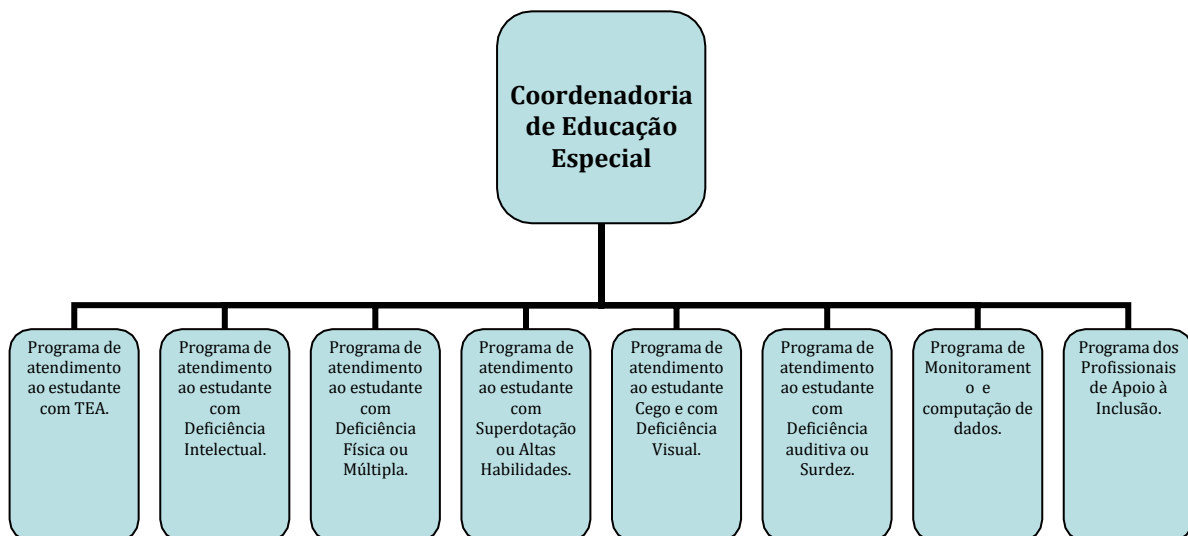 Coordenadoria
de Educação
Especial
Programa de
atendimento
ao estudante
com TEA.
Programa de
atendimento
ao estudante
com
Deficiência
Intelectual.
Programa de
atendimento
ao estudante
com
Deficiência
Física ou
Múltipla.
Programa de
atendimento
ao estudante
com
Superdotação
ou Altas
Habilidades.
Programa de
atendimento
ao estudante
Cego e com
Deficiência
Visual.
Programa de
atendimento
ao estudante
com
Deficiência
auditiva ou
Surdez.
Programa de
Monitorament
o e
computação de
dados.
Programa dos
Profissionais
de Apoio à
Inclusão.